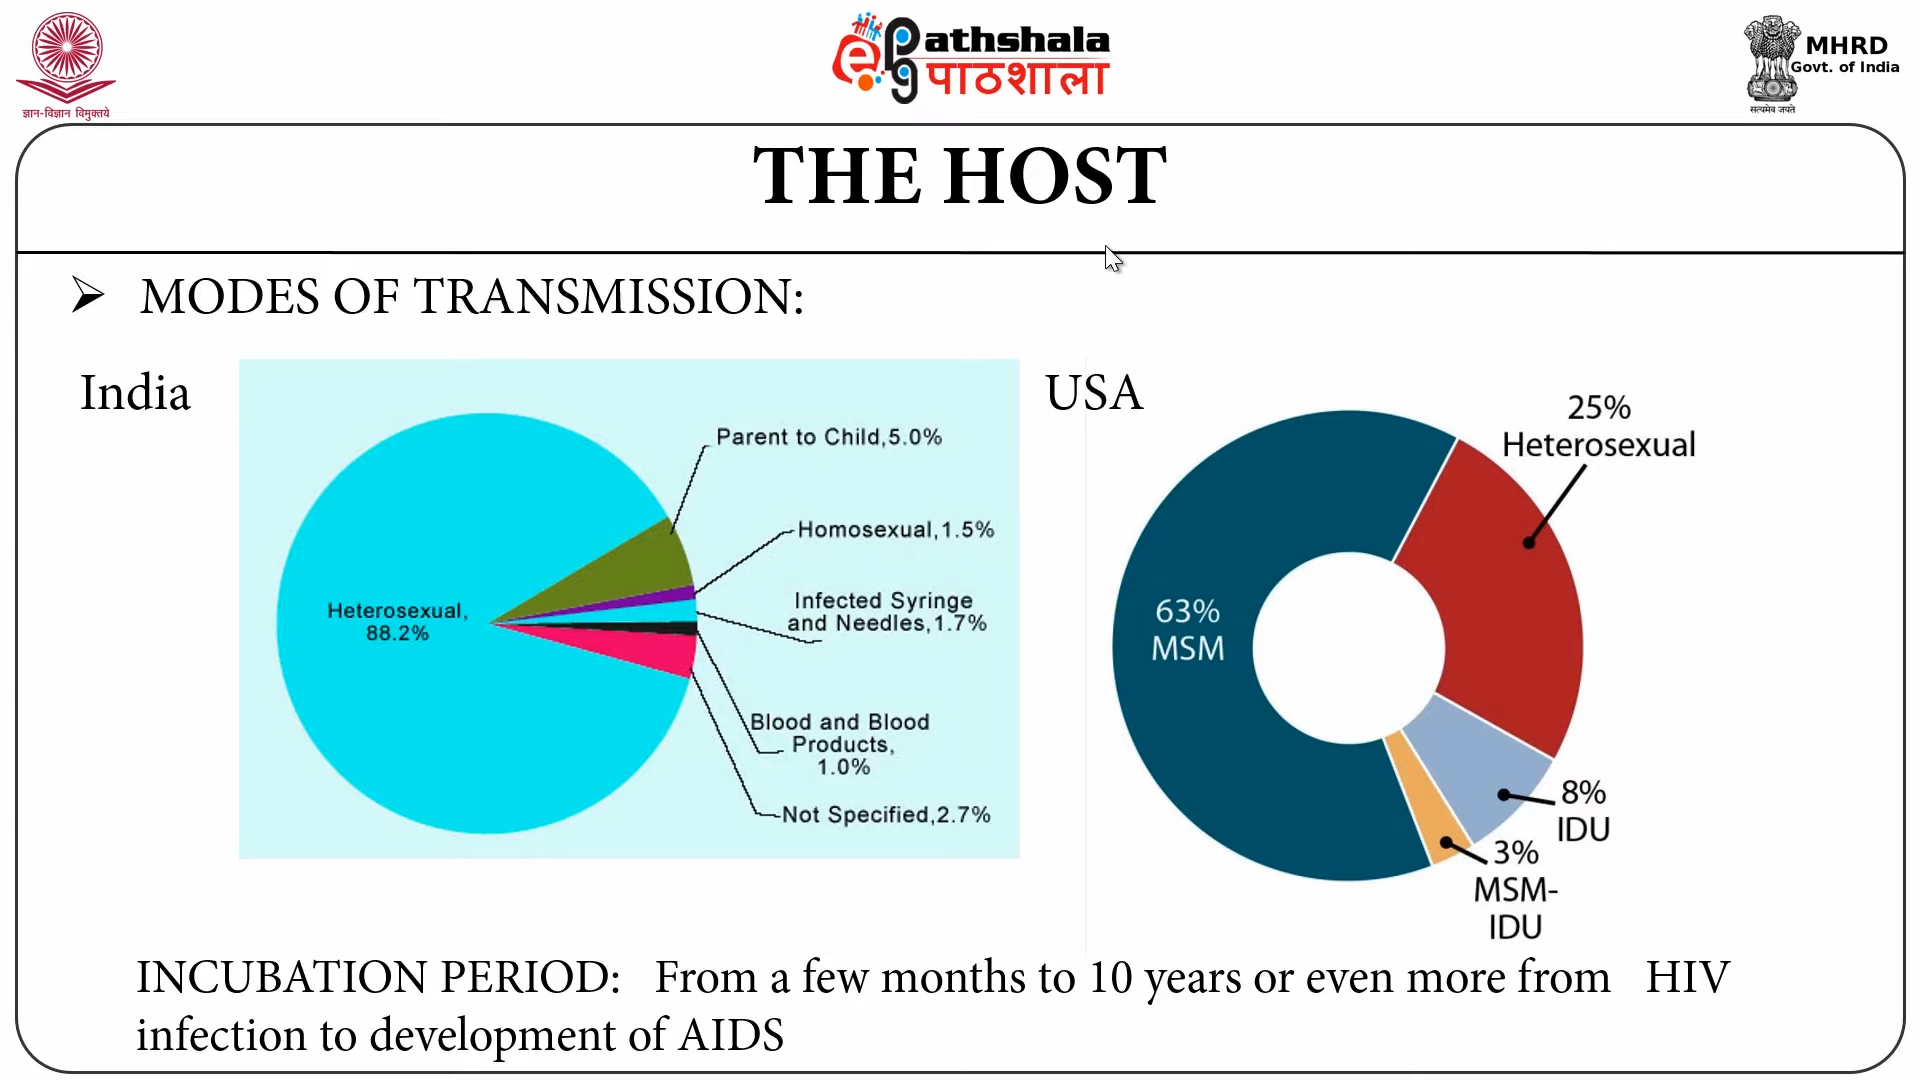 ज्ञान-विज्ञान विमुक्तये
e PG athshala
पाठशाला
MHRD
Govt. of India
सत्यमेव जयते
THE HOST
➢ MODES OF TRANSMISSION:
India
Parent to Child,5.0%
Homosexual,1.5%
Infected Syringe
and Needles,1.7%
Heterosexual,
88.2%
Blood and Blood
Products,
1.0%
Not Specified,2.7%
USA
25%
Heterosexual
63%
MSM
8%
IDU
3%
MSM-
IDU
INCUBATION PERIOD: From a few months to 10 years or even more from HIV
infection to development of AIDS